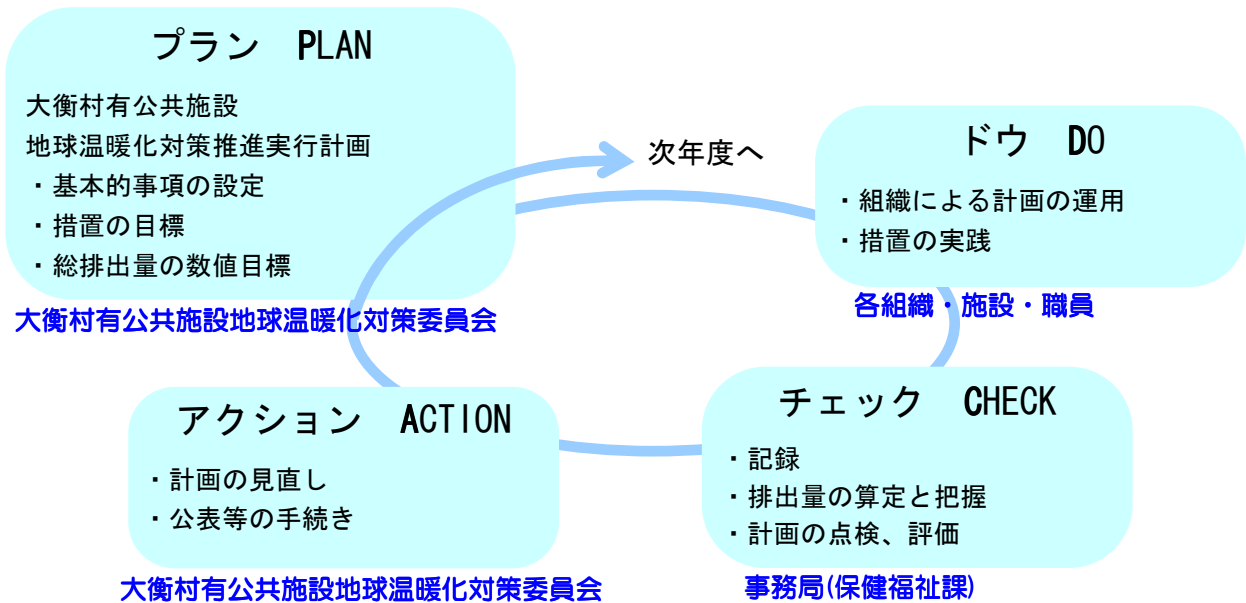 プラン　PLAN
大衡村有公共施設
地球温暖化対策推進実行計画
・基本的事項の設定
・措置の目標
・総排出量の数値目標
大衡村有公共施設地球温暖化対策委員会
次年度へ
ドウ　DO
・組織による計画の運用
・措置の実践
各組織・施設・職員
チェック　CHECK
・記録
・排出量の算定と把握
・計画の点検、評価
事務局(保健福祉課)
アクション　ACTION
・計画の見直し
・公表等の手続き
大衡村有公共施設地球温暖化対策委員会